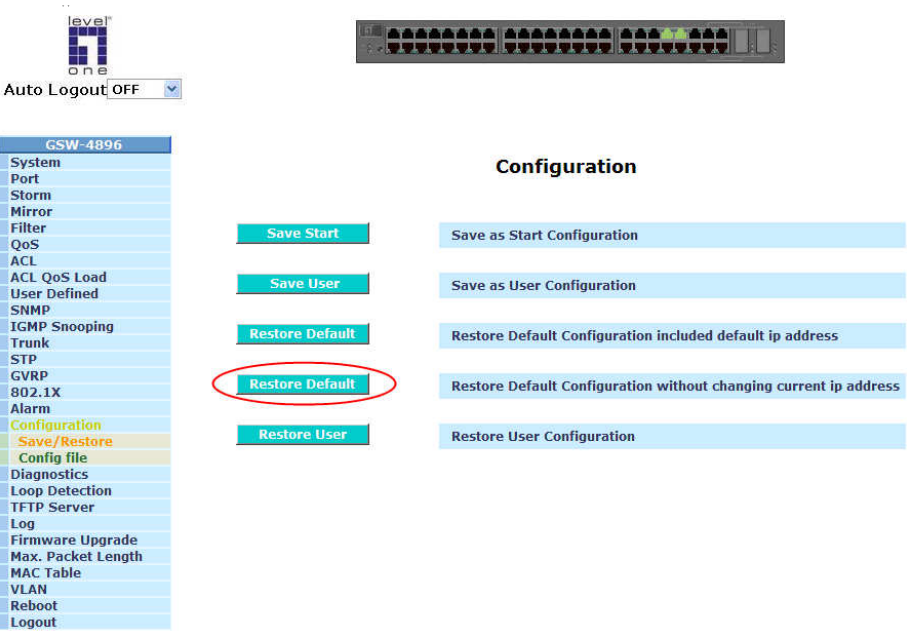 level
one
Auto Logout OFF
GSW-4896
System
Port
Storm
Mirror
Filter
QoS
ACL
ACL QoS Load
User Defined
SNMP
IGMP Snooping
Trunk
STP
GVRP
802.1X
Alarm
Configuration
Save/Restore
Config file
Diagnostics
Loop Detection
TFTP Server
Log
Firmware Upgrade
Max. Packet Length
MAC Table
VLAN
Reboot
Logout
Configuration
Save Start Save as Start Configuration
Save User Save as User Configuration
Restore Default Restore Default Configuration included default ip address
Restore Default Restore Default Configuration without changing current ip address
Restore User Restore User Configuration